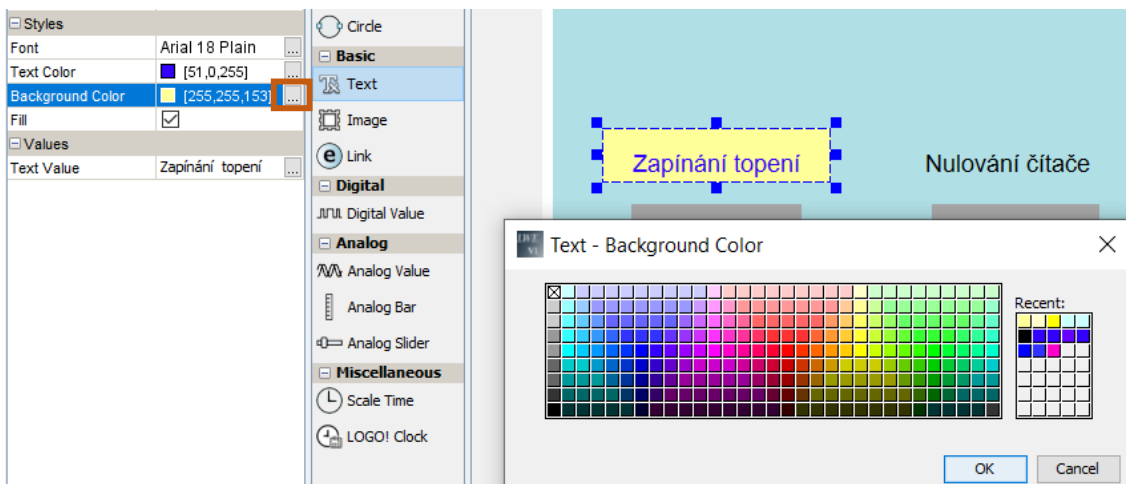 Styles
Font Arial 18 Plain ...
Text Color [51,0,255] ...
Background Color [255,255,153] ...
Fill
Values
Text Value Zapínání topení ...
Circle
Basic
Text
Image
Link
Digital
Digital Value
Analog
Analog Value
Analog Bar
Analog Slider
Miscellaneous
Scale Time
LOGO! Clock
Zapínání topení
Nulování čítače
Text - Background Color
Recent:
OK
Cancel